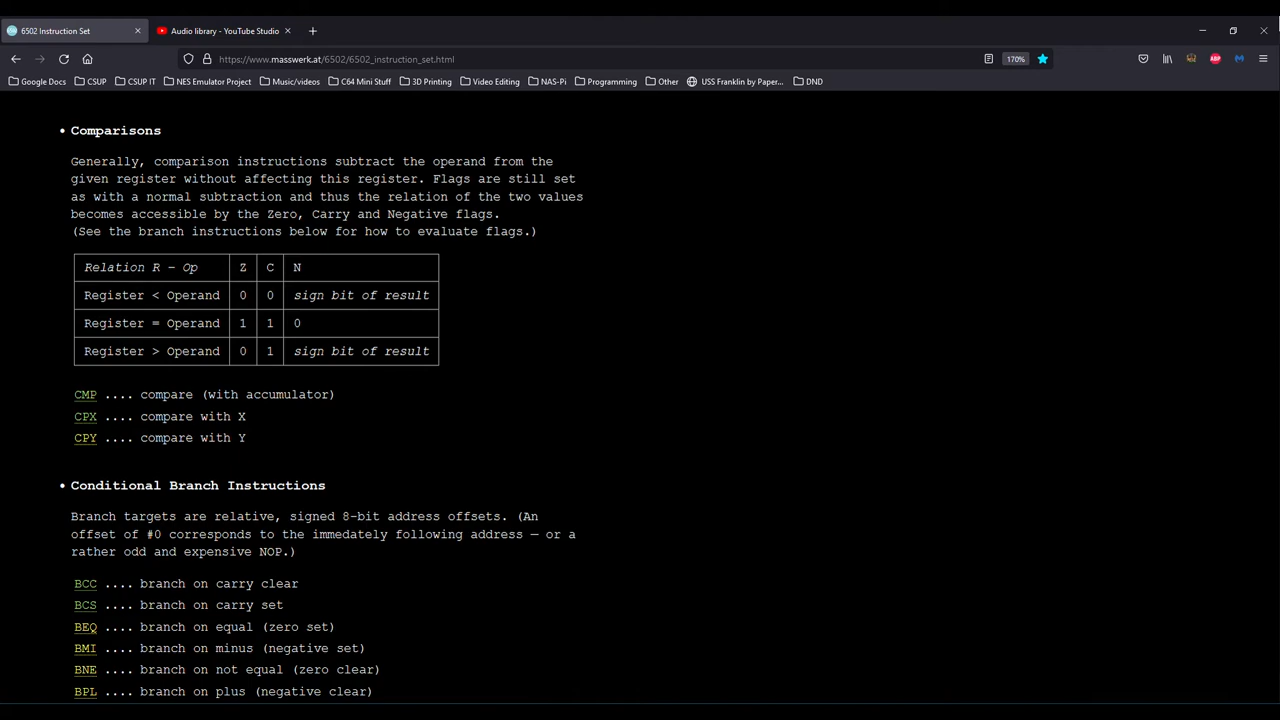 6502 Instruction Set
Audio library - YouTube Studio
https://www.masswerk.at/6502/6502_instruction_set.html
170%
ABP
Google Docs
CSUP
CSUP IT
NES Emulator Project
Music/videos
C64 Mini Stuff
3D Printing
Video Editing
NAS-Pi
Programming
Other
USS Franklin by Paper...
DND
• Comparisons
Generally, comparison instructions subtract the operand from the
given register without affecting this register. Flags are still set
as with a normal subtraction and thus the relation of the two values
becomes accessible by the Zero, Carry and Negative flags.
(See the branch instructions below for how to evaluate flags.)
Relation R − Op Z C N
Register < Operand 0 0 sign bit of result
Register = Operand 1 1 0
Register > Operand 0 1 sign bit of result
CMP .... compare (with accumulator)
CPX .... compare with X
CPY .... compare with Y
• Conditional Branch Instructions
Branch targets are relative, signed 8-bit address offsets. (An
offset of #0 corresponds to the immedately following address — or a
rather odd and expensive NOP.)
BCC .... branch on carry clear
BCS .... branch on carry set
BEQ .... branch on equal (zero set)
BMI .... branch on minus (negative set)
BNE .... branch on not equal (zero clear)
BPL .... branch on plus (negative clear)